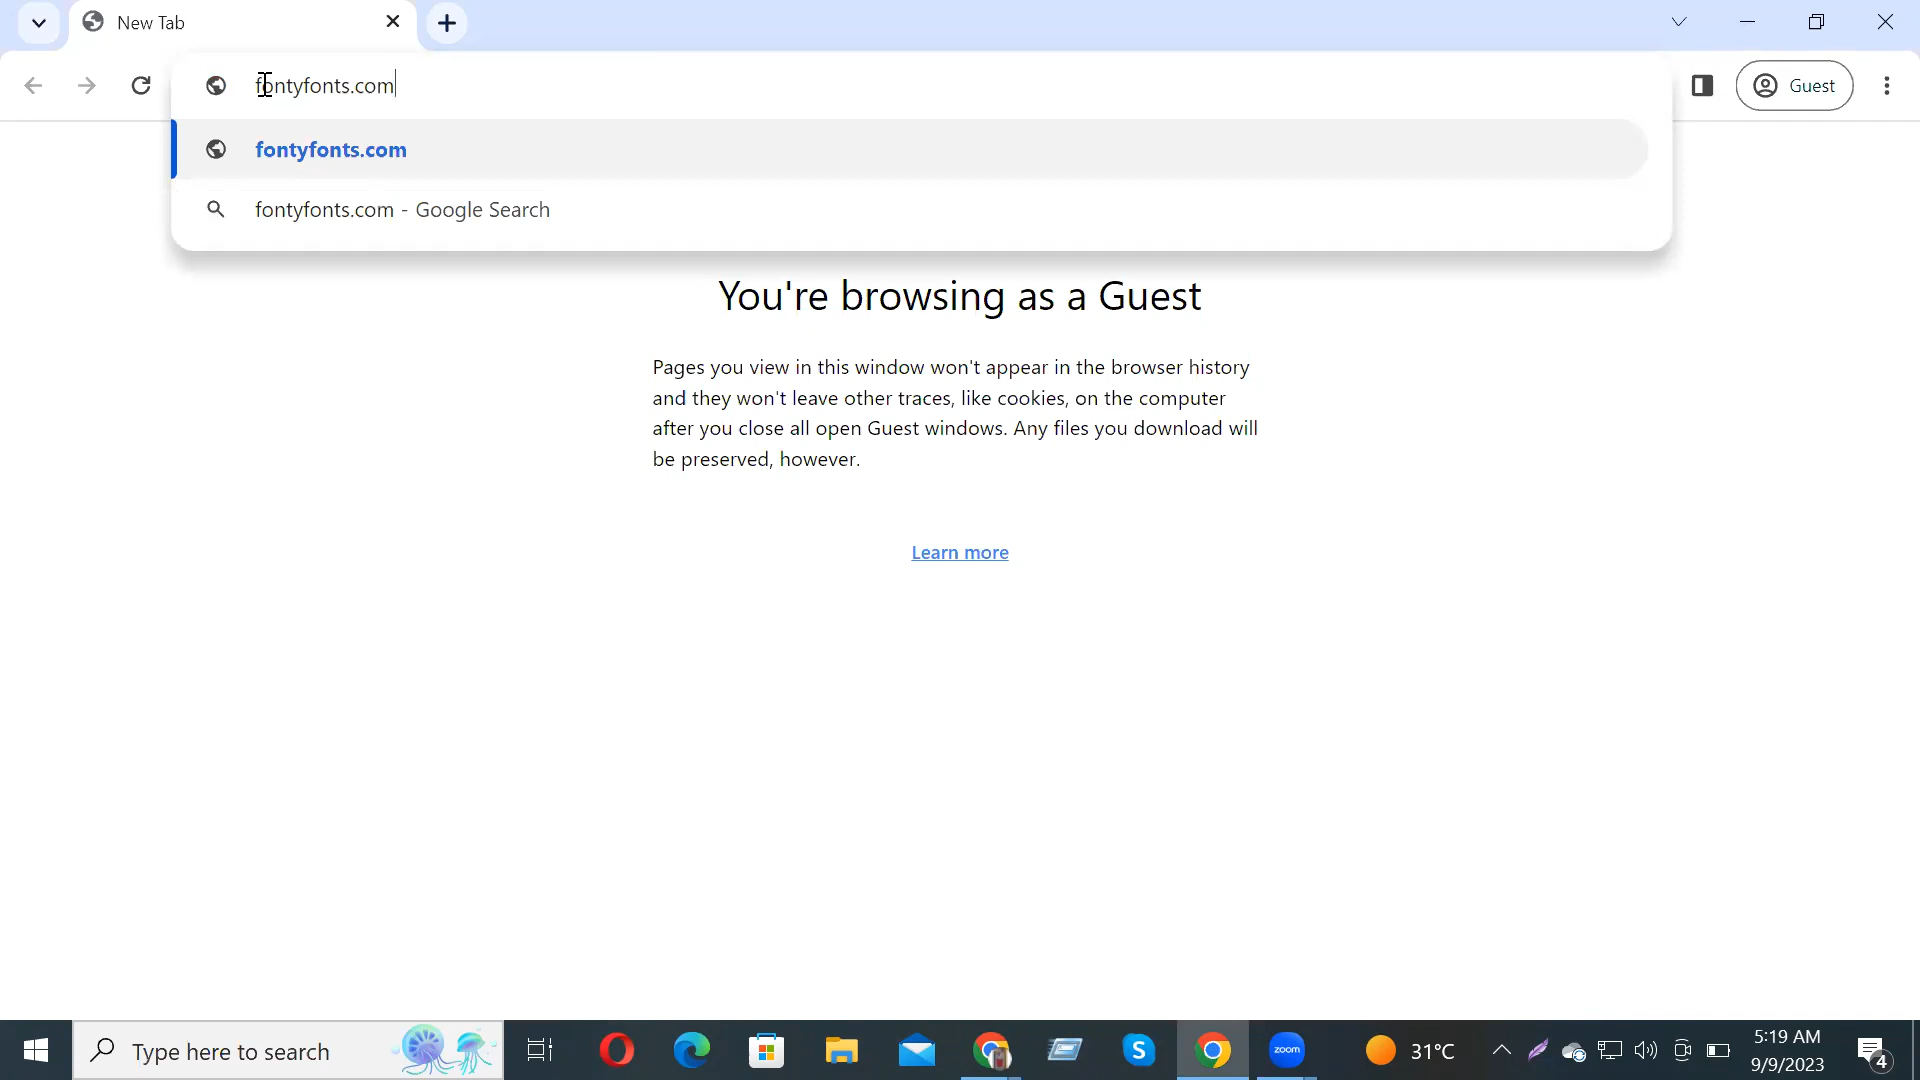 New Tab
fontyfonts.com
Guest
fontyfonts.com
fontyfonts.com - Google Search
You're browsing as a Guest
Pages you view in this window won't appear in the browser history
and they won't leave other traces, like cookies, on the computer
after you close all open Guest windows. Any files you download will
be preserved, however.
Learn more
Type here to search
S
zoom
31°C
5:19 AM
9/9/2023
4